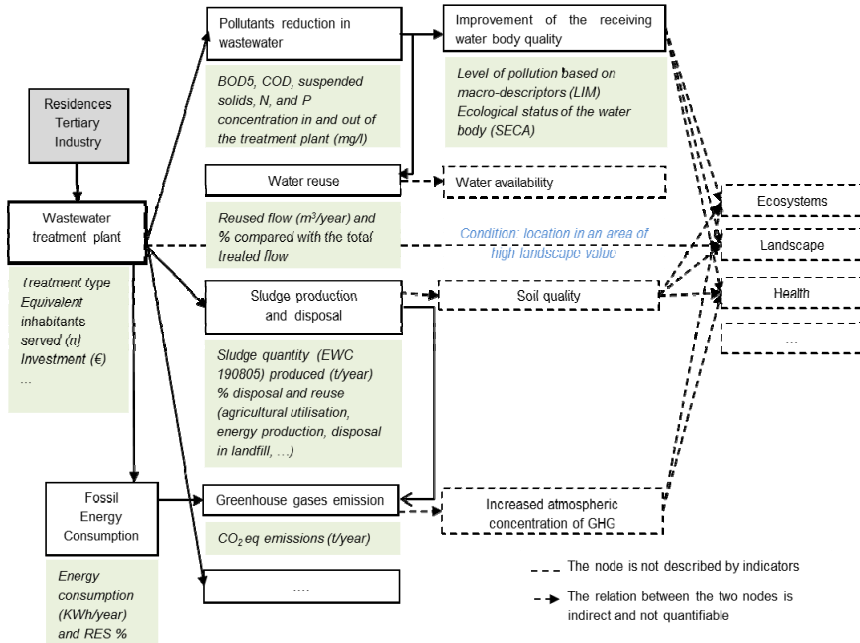 Residences
Tertiary
Industry
Wastewater
treatment plant
Treatment type
Equivalent
inhabitants
served (n)
Investment (€)
...
Fossil
Energy
Consumption
Energy
consumption
(KWh/year)
and RES %
Pollutants reduction in
wastewater
BOD5, COD, suspended
solids, N, and P
concentration in and out
of the treatment plant (mg/l)
Water reuse
Reused flow (m³/year) and
% compared with the total
treated flow
Sludge production
and disposal
Sludge quantity (EWC
190805) produced (t/year)
% disposal and reuse
(agricultural utilisation,
energy production, disposal
in landfill, ...)
Greenhouse gases emission
CO₂ eq emissions (t/year)
....
Improvement of the receiving
water body quality
Level of pollution based on
macro-descriptors (LIM)
Ecological status of the water
body (SECA)
Water availability
Condition: location in an area of
high landscape value
Soil quality
Increased atmospheric
concentration of GHG
Ecosystems
Landscape
Health
...
The node is not described by indicators
The relation between the two nodes is
indirect and not quantifiable